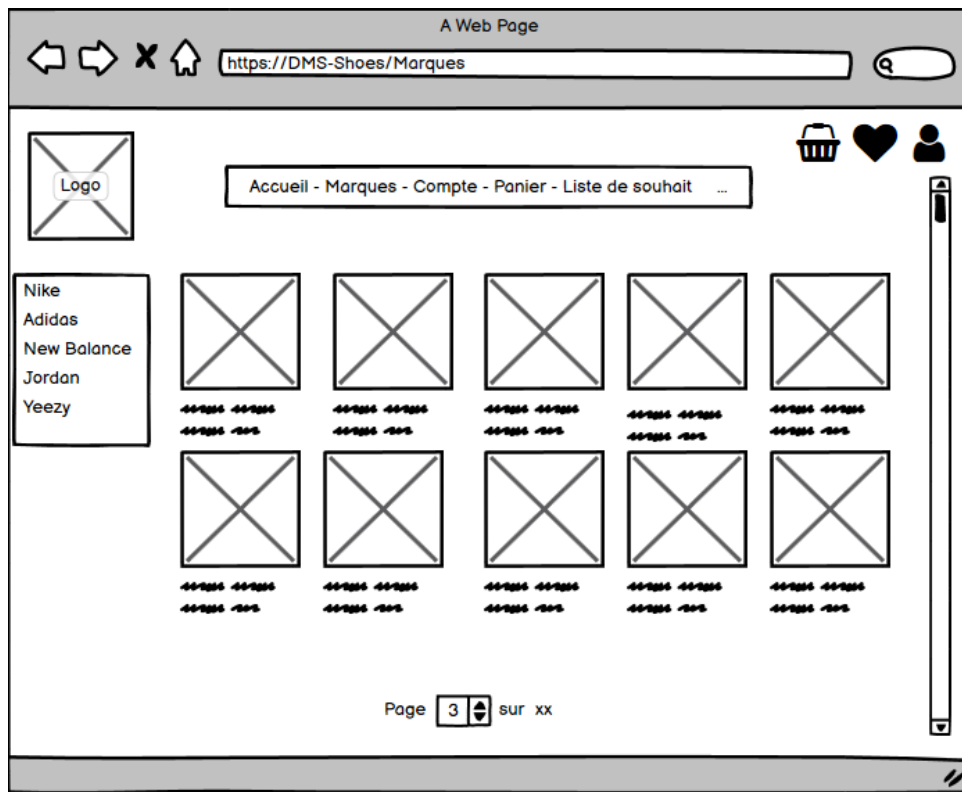 A Web Page
https://DMS-Shoes/Marques
Logo
Accueil - Marques - Compte - Panier - Liste de souhait ...
Nike
Adidas
New Balance
Jordan
Yeezy
Page 3 sur xx